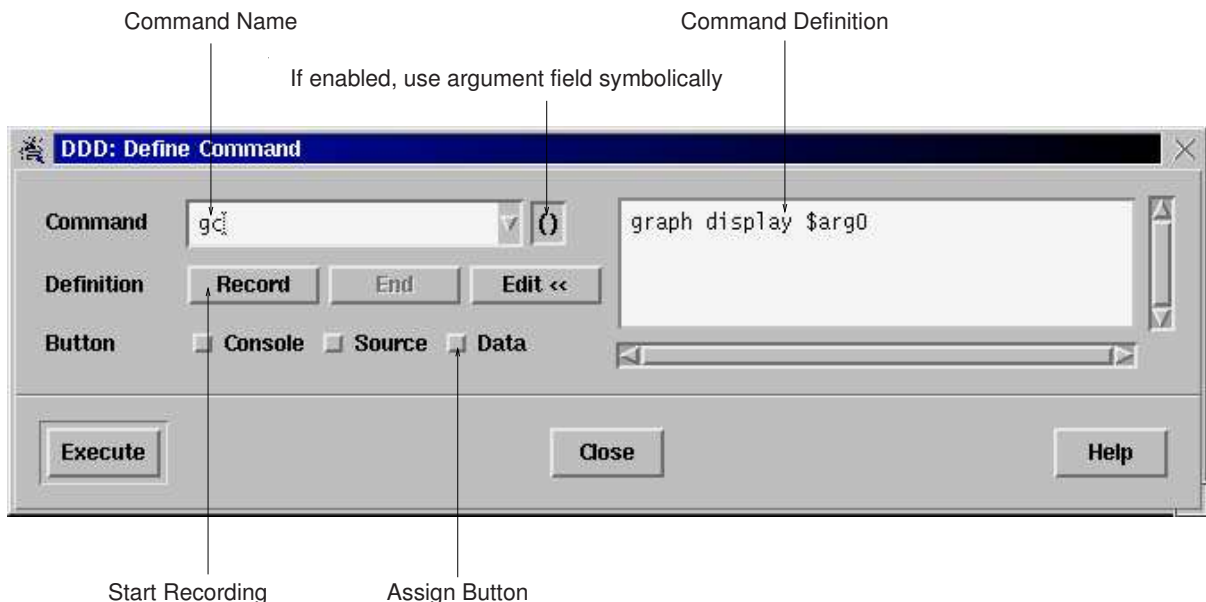 Command Name
Command Definition
If enabled, use argument field symbolically
DDD: Define Command
Command
gc
()
graph display $arg0
Definition
Record
End
Edit <<
Button
Console
Source
Data
Execute
Close
Help
Start Recording
Assign Button